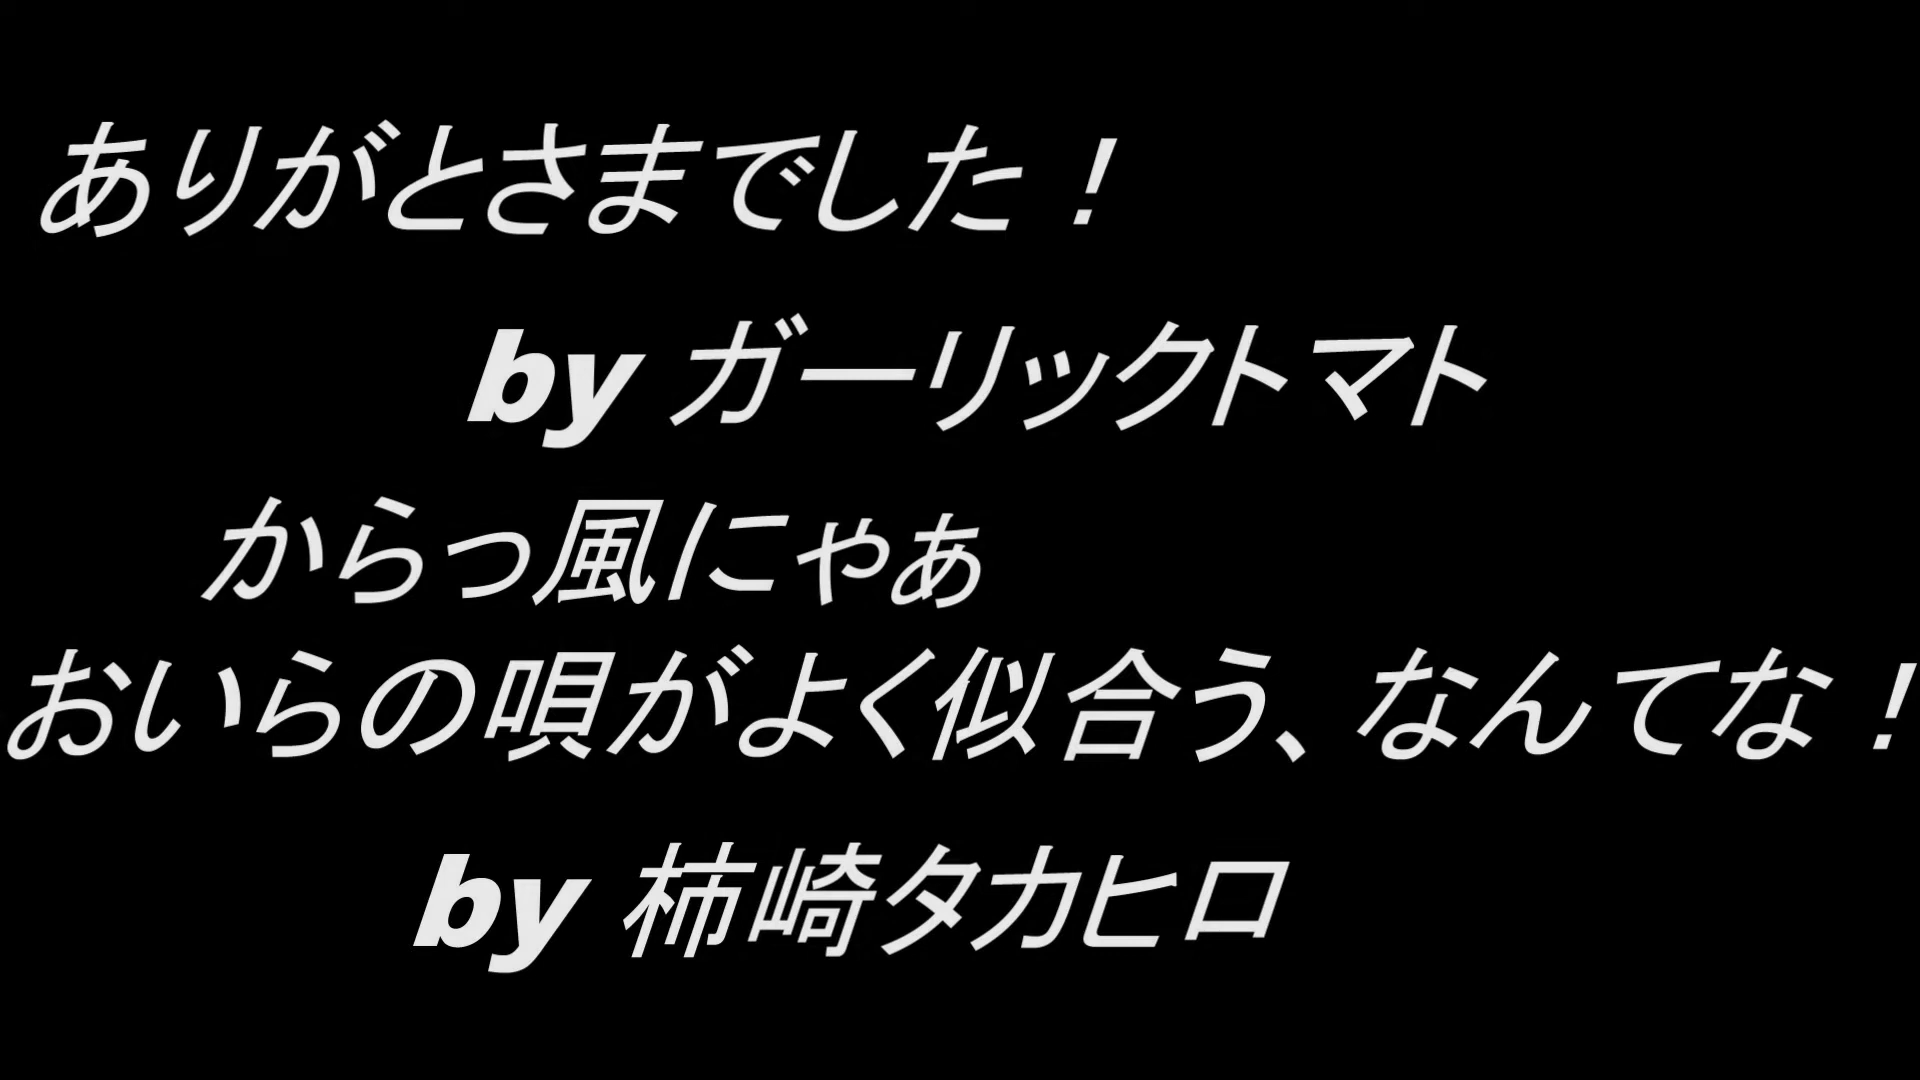 ありがとさまでした！
by ガーリックトマト
からっ風にゃぁ
おいらの唄がよく似合う、なんてな！
by 柿崎タカヒロ